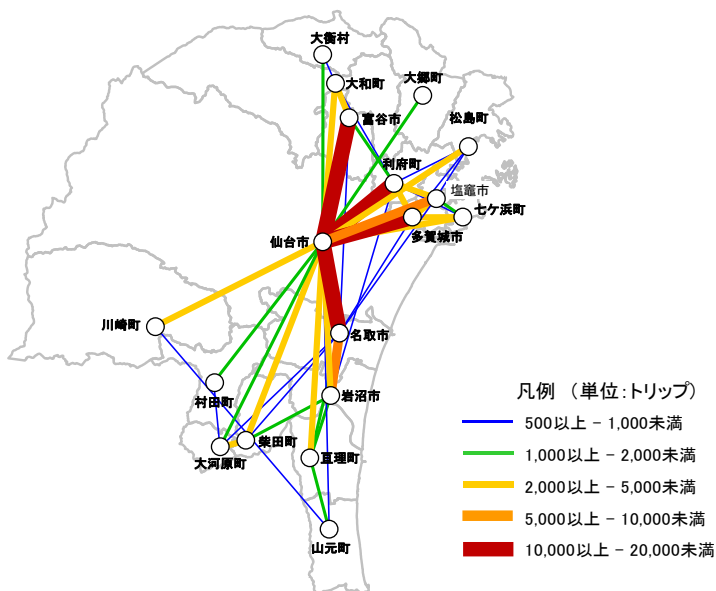 大衡村
大和町
大郷町
富谷市
松島町
利府町
塩竈市
七ケ浜町
多賀城市
仙台市
川崎町
名取市
村田町
岩沼市
柴田町
大河原町
亘理町
山元町
凡例 （単位：トリップ）
500以上 － 1,000未満
1,000以上 － 2,000未満
2,000以上 － 5,000未満
5,000以上 － 10,000未満
10,000以上 － 20,000未満